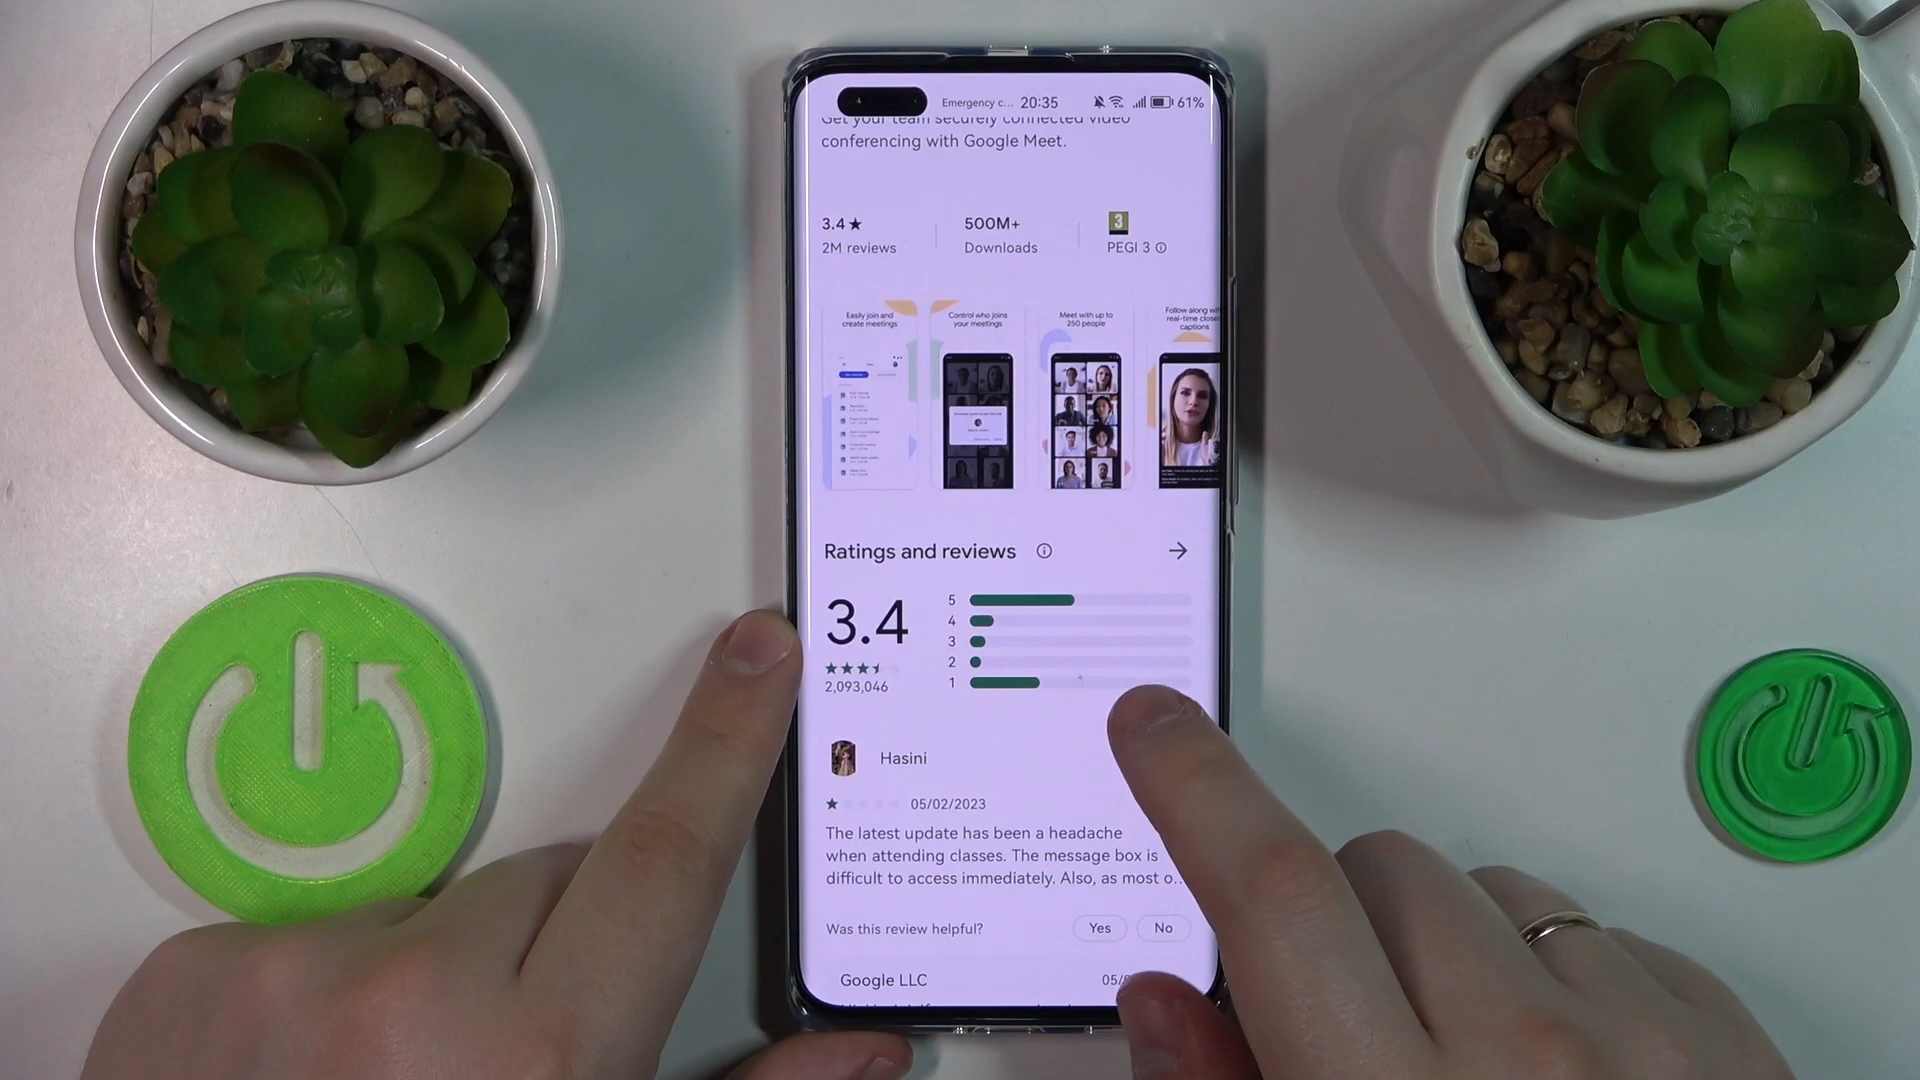 Emergency c... 20:35 61%
Get your team securely connected video
conferencing with Google Meet.
3.4★ 500M+ 3
2M reviews Downloads PEGI 3
Easily join and
create meetings
Control who joins
your meetings
Meet with up to
250 people
Follow along wi
real-time close
captions
Ratings and reviews
3.4
2,093,046
5
4
3
2
1
Hasini
05/02/2023
The latest update has been a headache
when attending classes. The message box is
difficult to access immediately. Also, as most o..
Was this review helpful? Yes No
Google LLC 05/